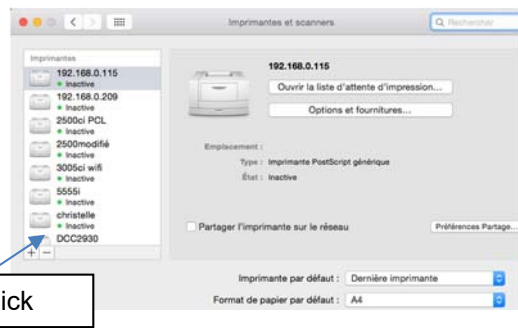 Imprimantes et scanners
Rechercher
Imprimantes
192.168.0.115
Inactive
192.168.0.209
Inactive
2500ci PCL
Inactive
2500modifié
Inactive
3005ci wifi
Inactive
5555i
Inactive
christelle
Inactive
DCC2930
+ −
192.168.0.115
Ouvrir la liste d'attente d'impression...
Options et fournitures...
Emplacement :
Type : Imprimante PostScript générique
État : Inactive
Partager l'imprimante sur le réseau
Préférences Partage...
Imprimante par défaut : Dernière imprimante
Format de papier par défaut : A4
ick